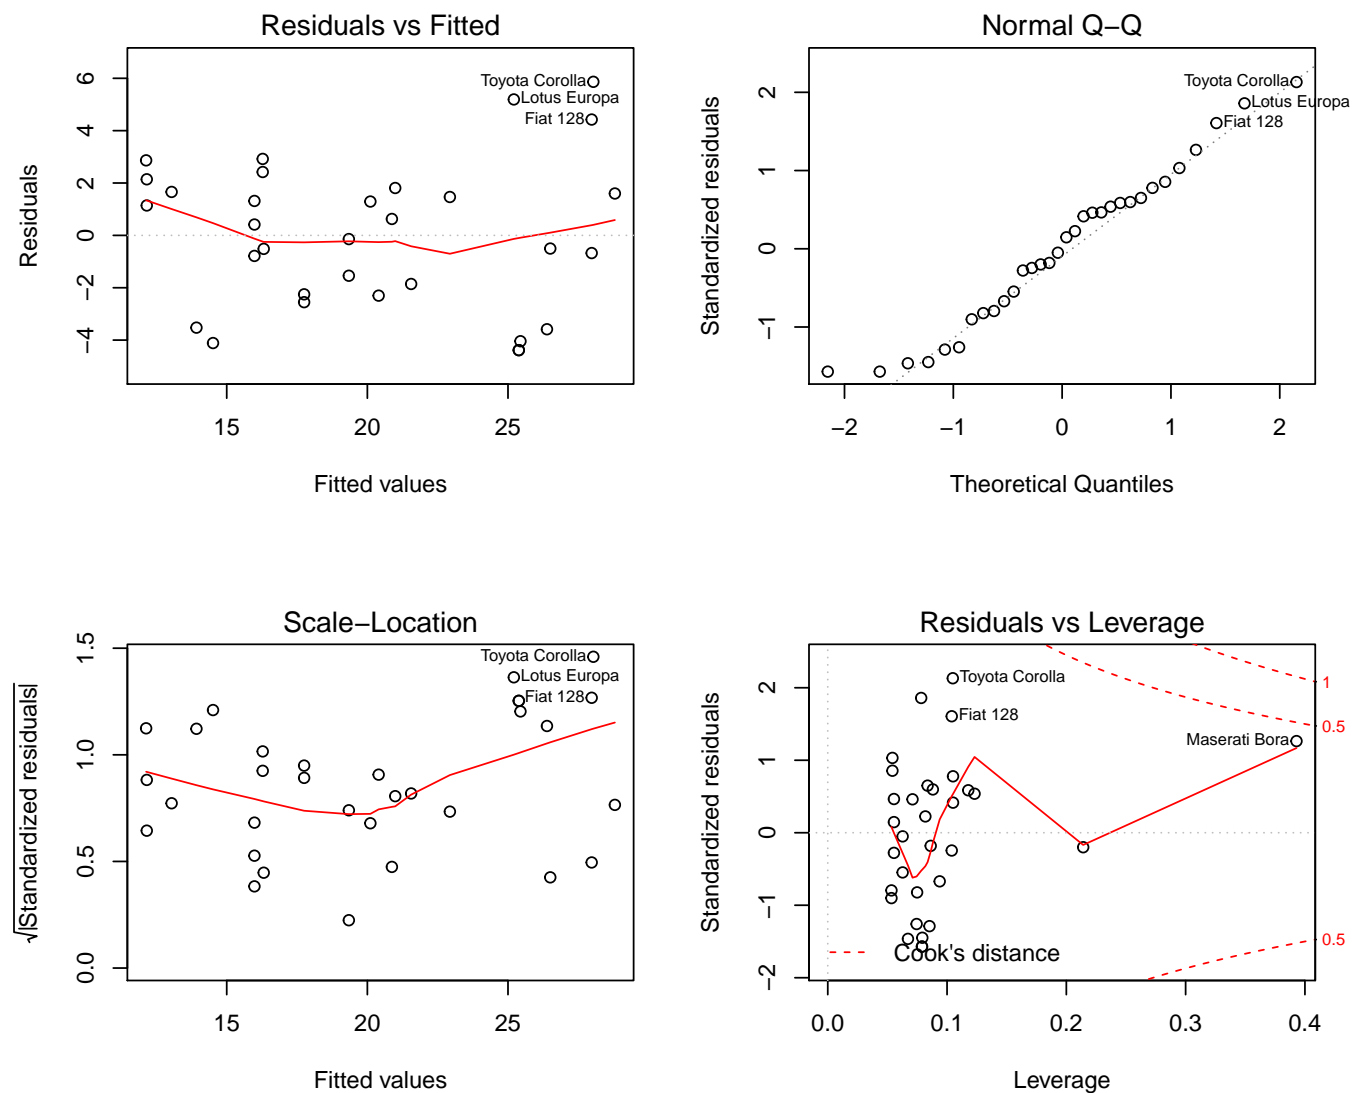 Residuals vs Fitted
Residuals
6
4
2
0
−2
−4
Toyota Corolla
Lotus Europa
Fiat 128
15 20 25
Fitted values
Normal Q−Q
Standardized residuals
2
1
0
−1
Toyota Corolla
Lotus Europa
Fiat 128
−2 −1 0 1 2
Theoretical Quantiles
Scale−Location
√|Standardized residuals|
1.5
1.0
0.5
0.0
Toyota Corolla
Lotus Europa
Fiat 128
15 20 25
Fitted values
Residuals vs Leverage
Standardized residuals
2
1
0
−1
−2
Toyota Corolla
Fiat 128
Maserati Bora
1
0.5
0.5
Cook's distance
0.0 0.1 0.2 0.3 0.4
Leverage